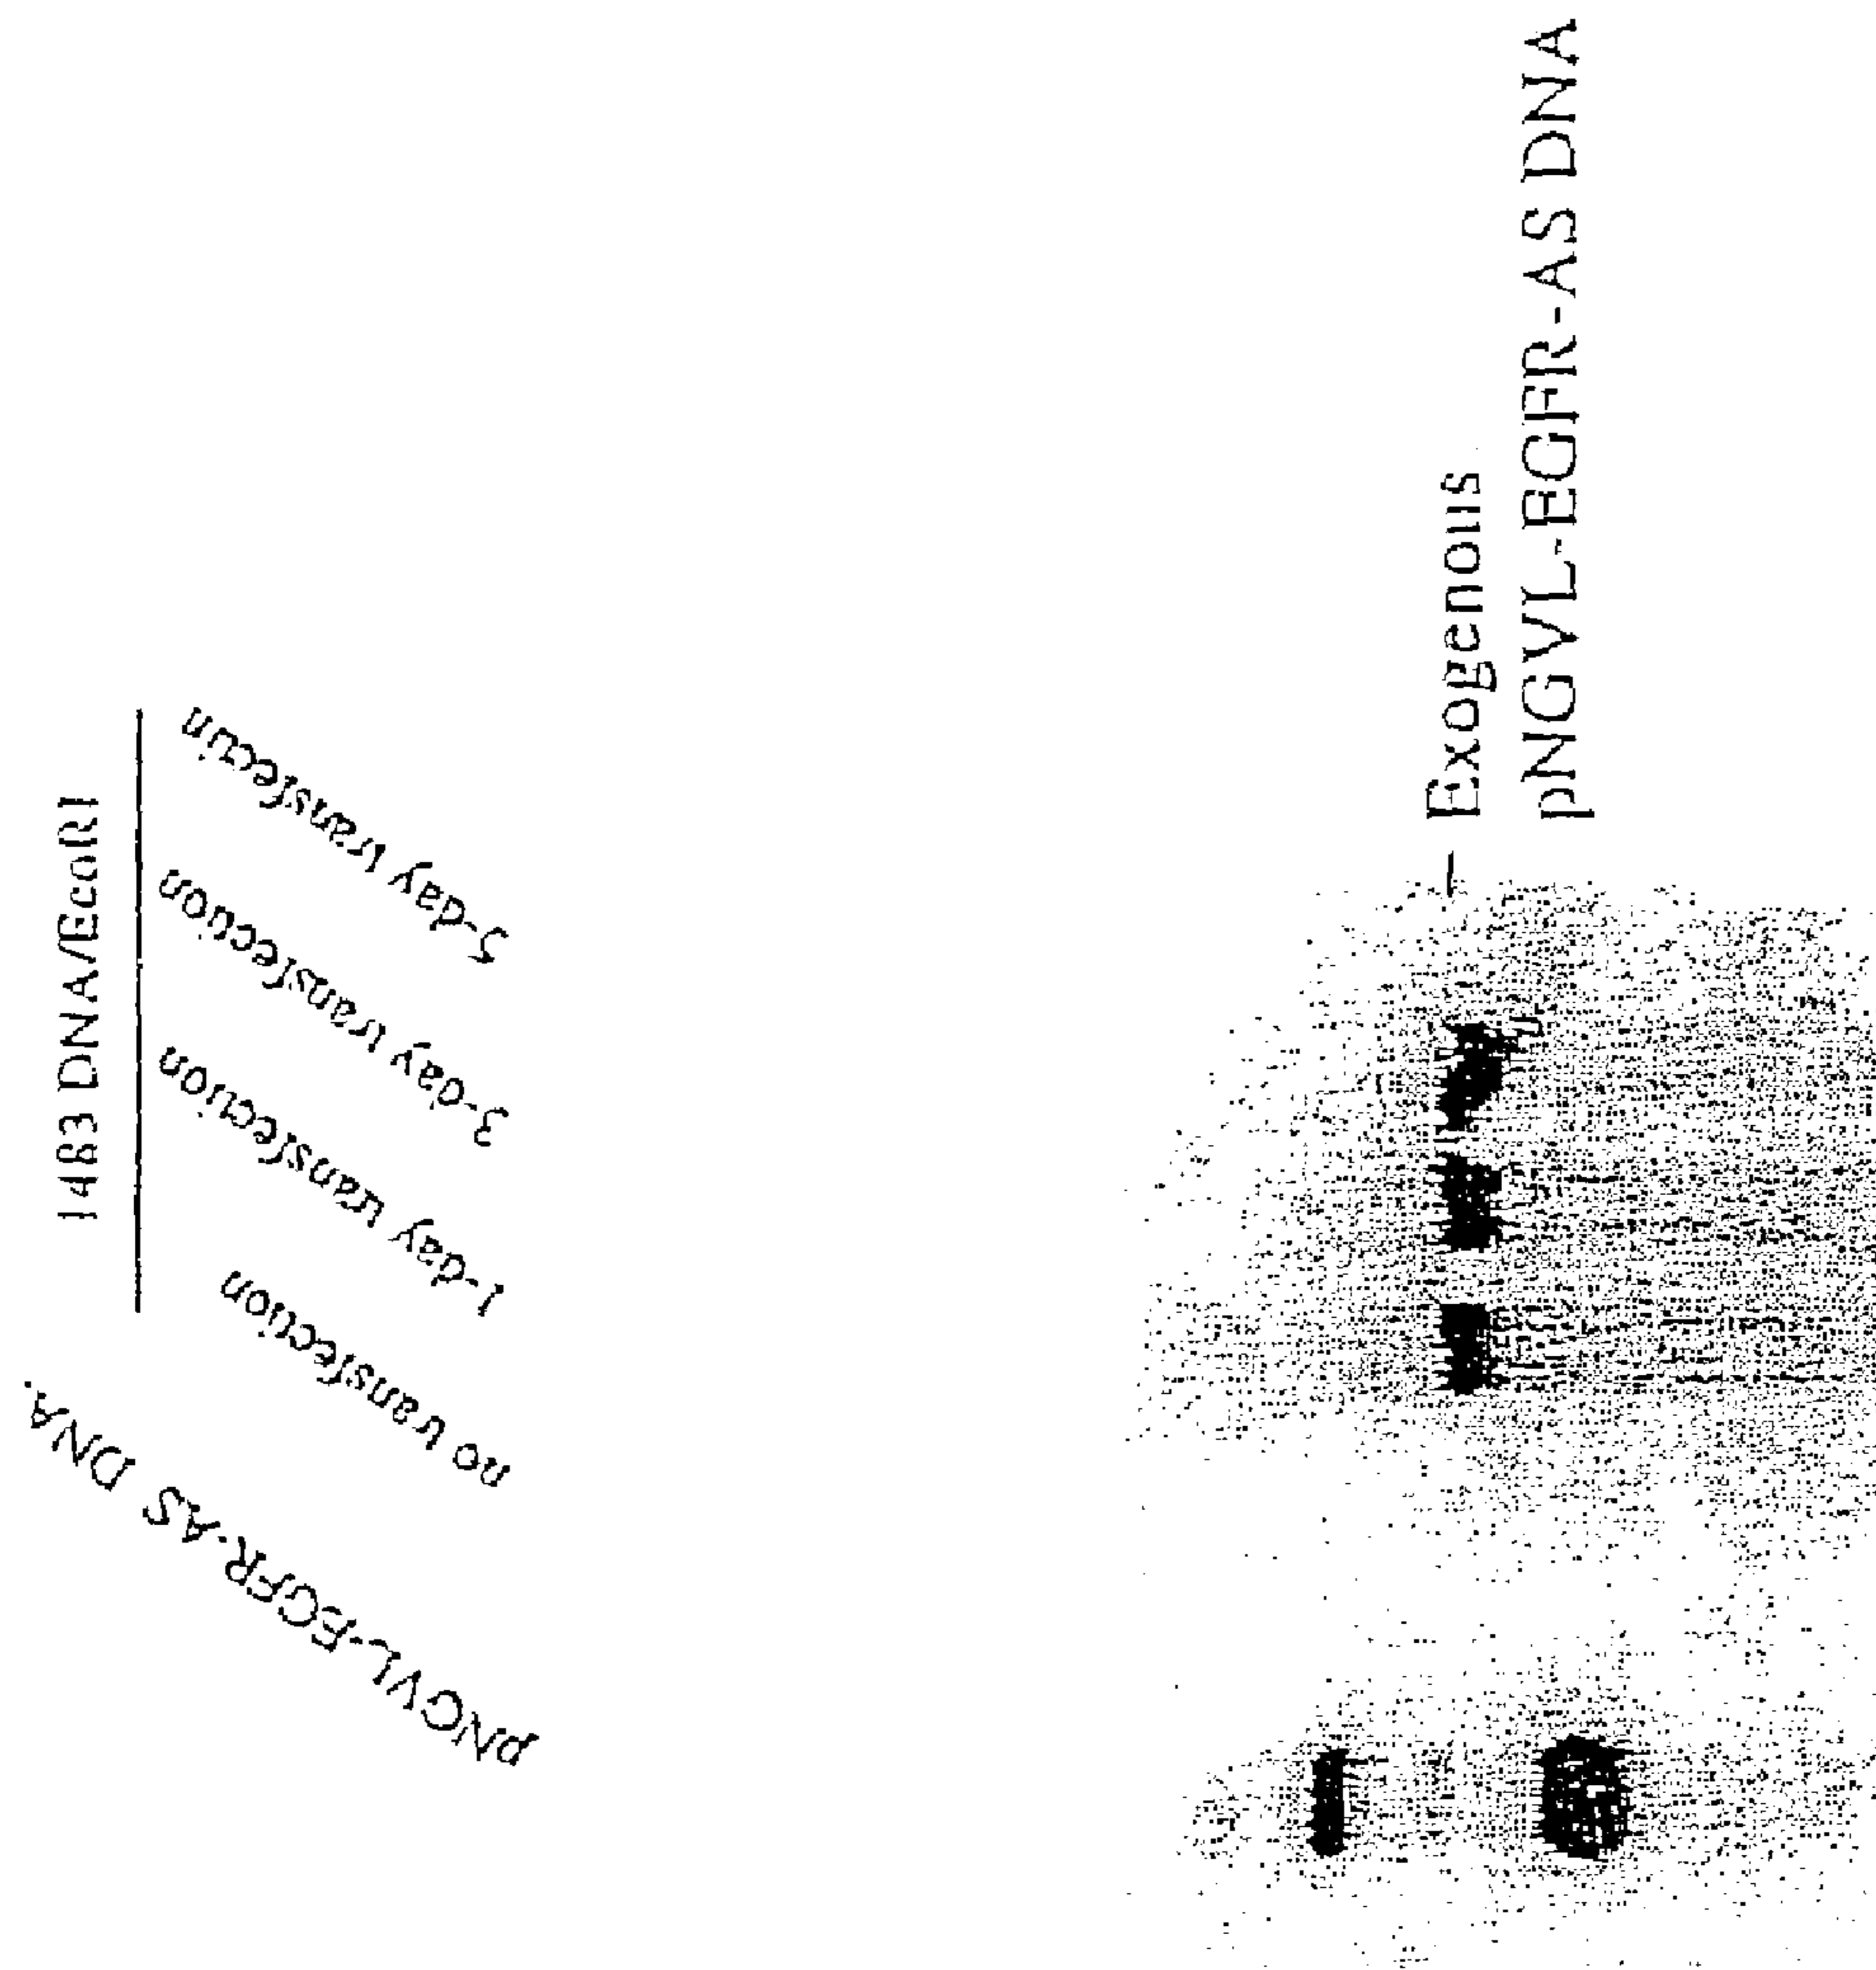 1483 DNA/EcoRI
pNGVL-EGFR-AS DNA
no transfection
1-day transfection
3-day transfection
5-day transfectin
Exogenous
pNGVL-EGFR-AS DNA